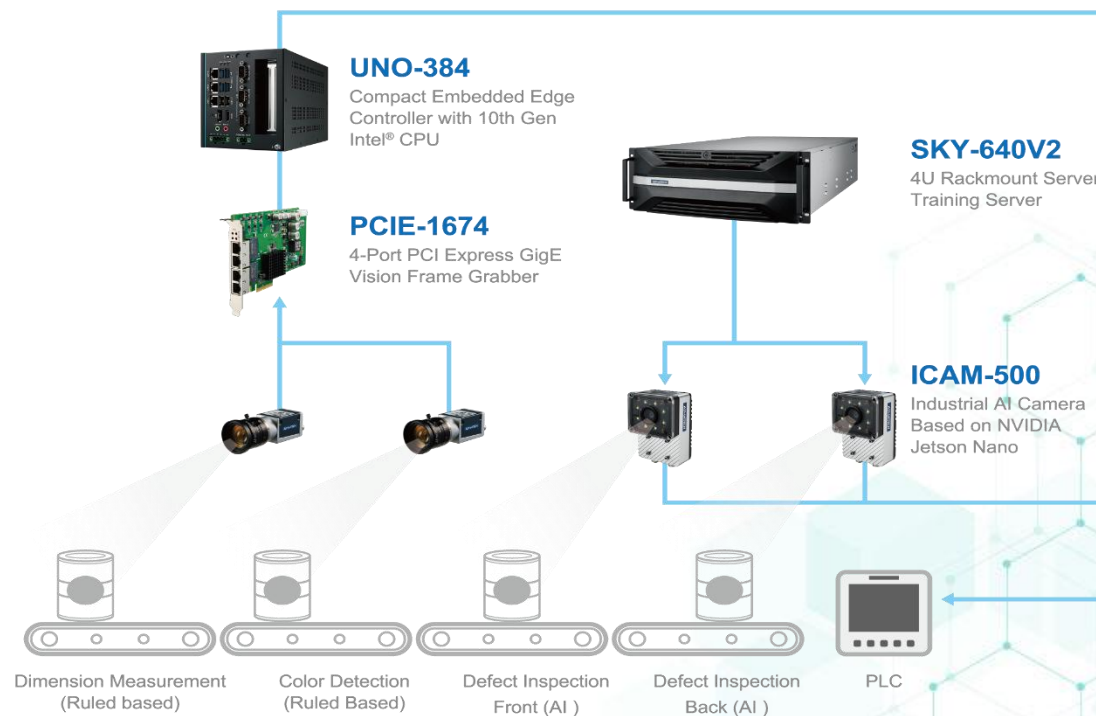 UNO-384
Compact Embedded Edge
Controller with 10th Gen
Intel® CPU
SKY-640V2
4U Rackmount Server
Training Server
PCIE-1674
4-Port PCI Express GigE
Vision Frame Grabber
ICAM-500
Industrial AI Camera
Based on NVIDIA
Jetson Nano
Dimension Measurement
(Ruled based)
Color Detection
(Ruled Based)
Defect Inspection
Front (AI )
Defect Inspection
Back (AI )
PLC